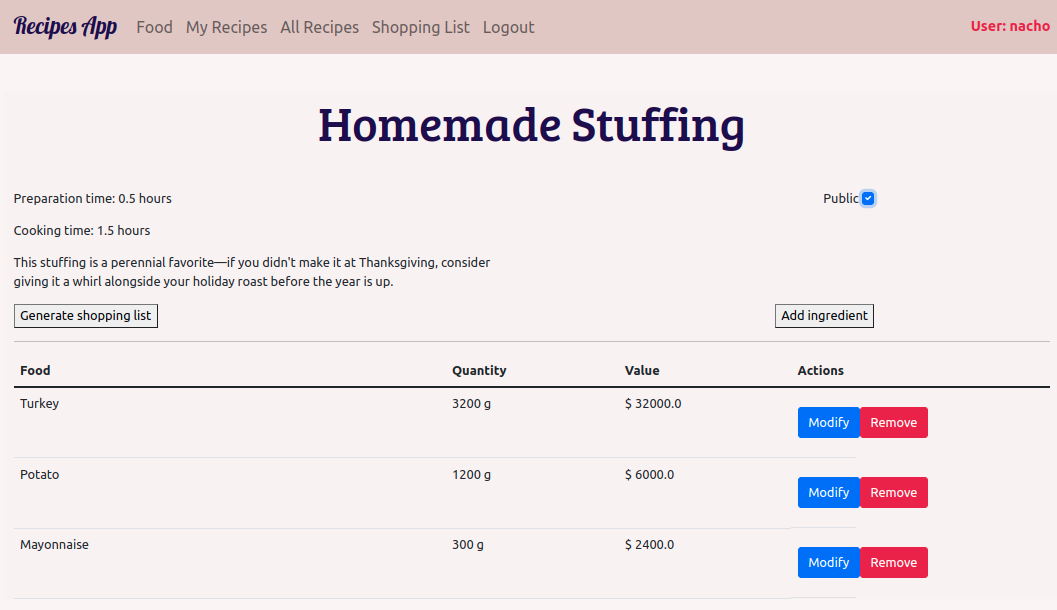 Recipes App Food My Recipes All Recipes Shopping List Logout User: nacho
Homemade Stuffing
Preparation time: 0.5 hours Public
Cooking time: 1.5 hours
This stuffing is a perennial favorite—if you didn't make it at Thanksgiving, consider
giving it a whirl alongside your holiday roast before the year is up.
Generate shopping list Add ingredient
Food Quantity Value Actions
Turkey 3200 g $ 32000.0 Modify Remove
Potato 1200 g $ 6000.0 Modify Remove
Mayonnaise 300 g $ 2400.0 Modify Remove